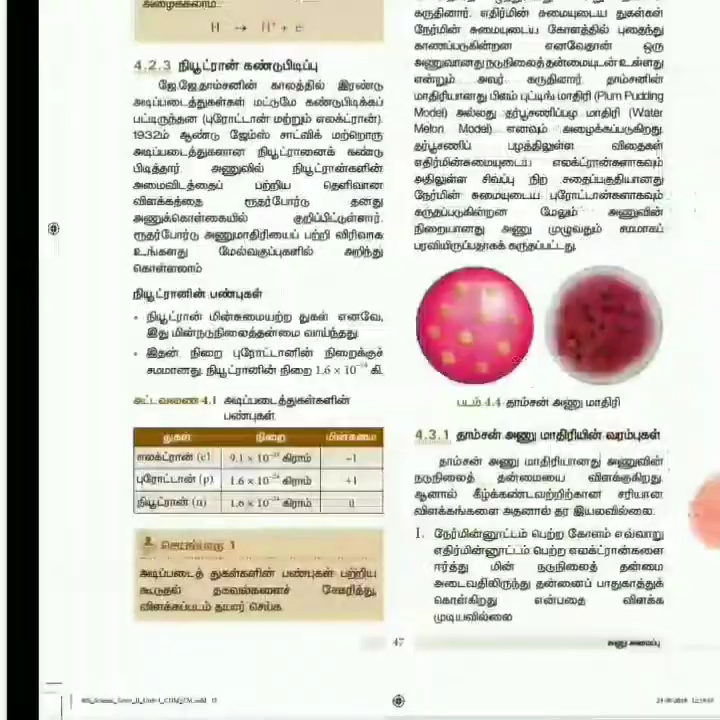 அழைக்கலாம்.
H → H⁺ + e⁻
4.2.3 நியூட்ரான் கண்டுபிடிப்பு
ஜே.ஜே.தாம்சனின் காலத்தில் இரண்டு
அடிப்படைத்துகள்கள் மட்டுமே கண்டுபிடிக்கப்
பட்டிருந்தன (புரோட்டான் மற்றும் எலக்ட்ரான்).
1932ம் ஆண்டு ஜேம்ஸ் சாட்விக் மற்றொரு
அடிப்படைத்துகளான நியூட்ரானைக் கண்டு
பிடித்தார். அணுவில் நியூட்ரான்களின்
அமைவிடத்தைப் பற்றிய தெளிவான
விளக்கத்தை ரூதர்போர்டு தனது
அணுக்கொள்கையில் குறிப்பிட்டுள்ளார்.
ரூதர்போர்டு அணுமாதிரியைப் பற்றி விரிவாக
உங்களது மேல்வகுப்புகளில் அறிந்து
கொள்ளலாம்
நியூட்ரானின் பண்புகள்
• நியூட்ரான் மின்சுமையற்ற துகள் எனவே,
இது மின்நடுநிலைத்தன்மை வாய்ந்தது.
• இதன் நிறை புரோட்டானின் நிறைக்குச்
சமமானது. நியூட்ரானின் நிறை 1.6 × 10⁻²⁴ கி.
அட்டவணை 4.1 அடிப்படைத்துகள்களின்
பண்புகள்
துகள் நிறை மின்சுமை
எலக்ட்ரான் (e) 9.1 × 10⁻²⁸ கிராம் -1
புரோட்டான் (p) 1.6 × 10⁻²⁴ கிராம் +1
நியூட்ரான் (n) 1.6 × 10⁻²⁴ கிராம் 0
செயல்பாடு 1
அடிப்படைத் துகள்களின் பண்புகள் பற்றிய
கூடுதல் தகவல்களைச் சேகரித்து,
விளக்கப்படம் தயார் செய்க.
கருதினார். எதிர்மின் சுமையுடைய துகள்கள்
நேர்மின் சுமையுடைய கோளத்தில் புதைந்து
காணப்படுகின்றன எனவேதான் ஒரு
அணுவானது நடுநிலைத்தன்மையுடன் உள்ளது
என்றும் அவர் கருதினார். தாம்சனின்
மாதிரியானது பிளம் புட்டிங் மாதிரி (Plum Pudding
Model) அல்லது தர்பூசணிப்பழ மாதிரி (Water
Melon Model) எனவும் அழைக்கப்படுகிறது.
தர்பூசணிப் பழத்திலுள்ள விதைகள்
எதிர்மின்சுமையுடைய எலக்ட்ரான்களாகவும்
அதிலுள்ள சிவப்பு நிற சதைப்பகுதியானது
நேர்மின் சுமையுடைய புரோட்டான்களாகவும்
கருதப்படுகின்றன மேலும் அணுவின்
நிறையானது அணு முழுவதும் சமமாகப்
பரவியிருப்பதாகக் கருதப்பட்டது.
படம் 4.4 தாம்சன் அணு மாதிரி
4.3.1 தாம்சன் அணு மாதிரியின் வரம்புகள்
தாம்சன் அணு மாதிரியானது அணுவின்
நடுநிலைத் தன்மையை விளக்குகிறது.
ஆனால் கீழ்க்கண்டவற்றிற்கான சரியான
விளக்கங்களை அதனால் தர இயலவில்லை.
1. நேர்மின்னூட்டம் பெற்ற கோளம் எவ்வாறு
எதிர்மின்னூட்டம் பெற்ற எலக்ட்ரான்களை
ஈர்த்து மின் நடுநிலைத் தன்மை
அடைவதிலிருந்து தன்னைப் பாதுகாத்துக்
கொள்கிறது என்பதை விளக்க
முடியவில்லை
47
அணு அமைப்பு